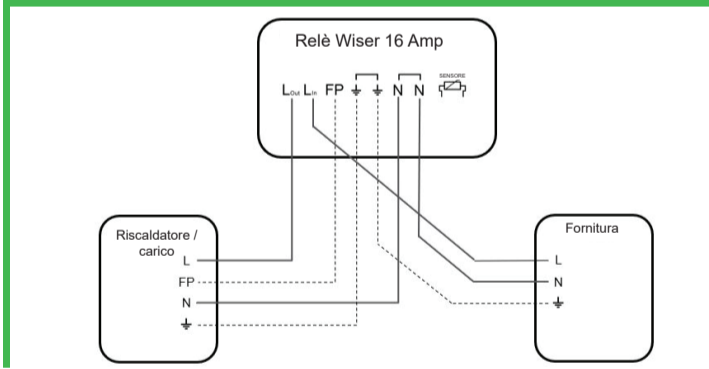 Relè Wiser 16 Amp
SENSORE
LOut LIn FP N N
Riscaldatore /
carico
L
FP
N
Fornitura
L
N